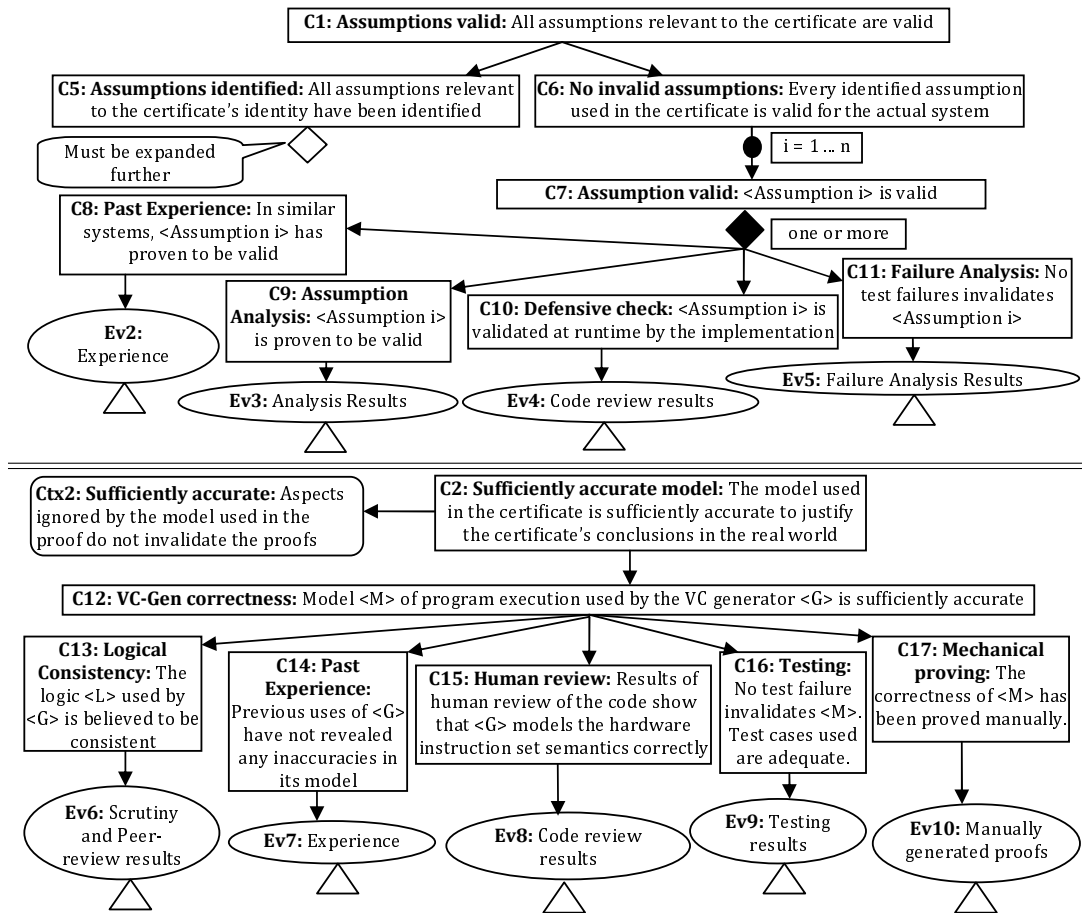 C1: Assumptions valid: All assumptions relevant to the certificate are valid
C5: Assumptions identified: All assumptions relevant
to the certificate's identity have been identified
C6: No invalid assumptions: Every identified assumption
used in the certificate is valid for the actual system
Must be expanded
further
i = 1 ... n
C7: Assumption valid: <Assumption i> is valid
C8: Past Experience: In similar
systems, <Assumption i> has
proven to be valid
one or more
C9: Assumption
Analysis: <Assumption i>
is proven to be valid
C10: Defensive check: <Assumption i> is
validated at runtime by the implementation
C11: Failure Analysis: No
test failures invalidates
<Assumption i>
Ev2:
Experience
Ev3: Analysis Results
Ev4: Code review results
Ev5: Failure Analysis Results
Ctx2: Sufficiently accurate: Aspects
ignored by the model used in the
proof do not invalidate the proofs
C2: Sufficiently accurate model: The model used
in the certificate is sufficiently accurate to justify
the certificate's conclusions in the real world
C12: VC-Gen correctness: Model <M> of program execution used by the VC generator <G> is sufficiently accurate
C13: Logical
Consistency: The
logic <L> used by
<G> is believed to be
consistent
C14: Past
Experience:
Previous uses of <G>
have not revealed
any inaccuracies in
its model
C15: Human review: Results of
human review of the code show
that <G> models the hardware
instruction set semantics correctly
C16: Testing:
No test failure
invalidates <M>.
Test cases used
are adequate.
C17: Mechanical
proving: The
correctness of <M> has
been proved manually.
Ev6: Scrutiny
and Peer-
review results
Ev7: Experience
Ev8: Code review
results
Ev9: Testing
results
Ev10: Manually
generated proofs